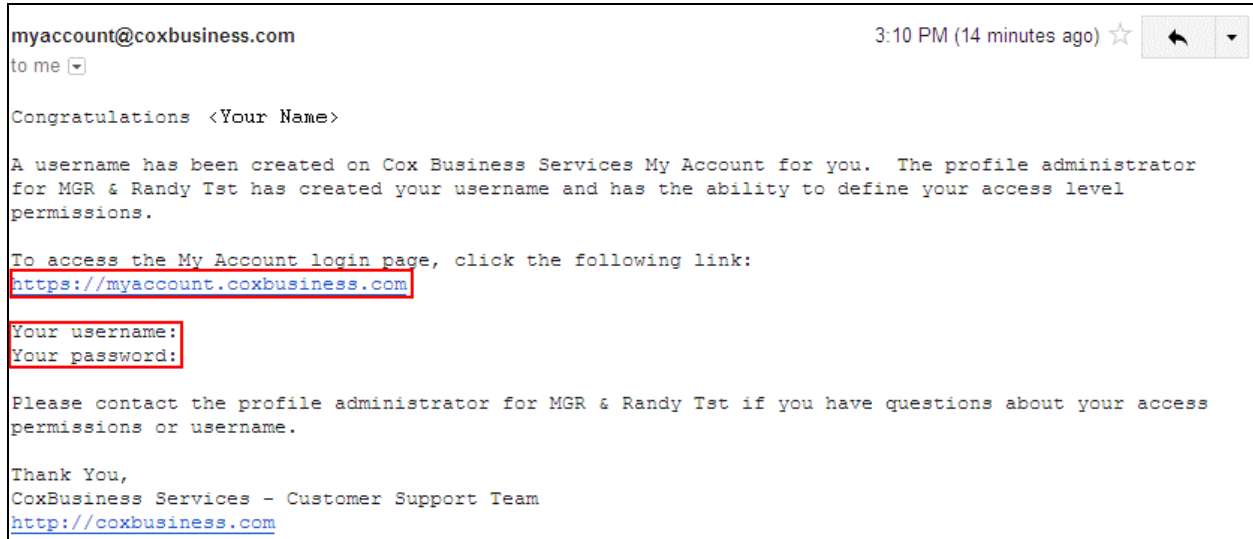 myaccount@coxbusiness.com 3:10 PM (14 minutes ago)
to me
Congratulations <Your Name>
A username has been created on Cox Business Services My Account for you.  The profile administrator
for MGR & Randy Tst has created your username and has the ability to define your access level
permissions.
To access the My Account login page, click the following link:
https://myaccount.coxbusiness.com
Your username:
Your password:
Please contact the profile administrator for MGR & Randy Tst if you have questions about your access
permissions or username.
Thank You,
CoxBusiness Services – Customer Support Team
http://coxbusiness.com